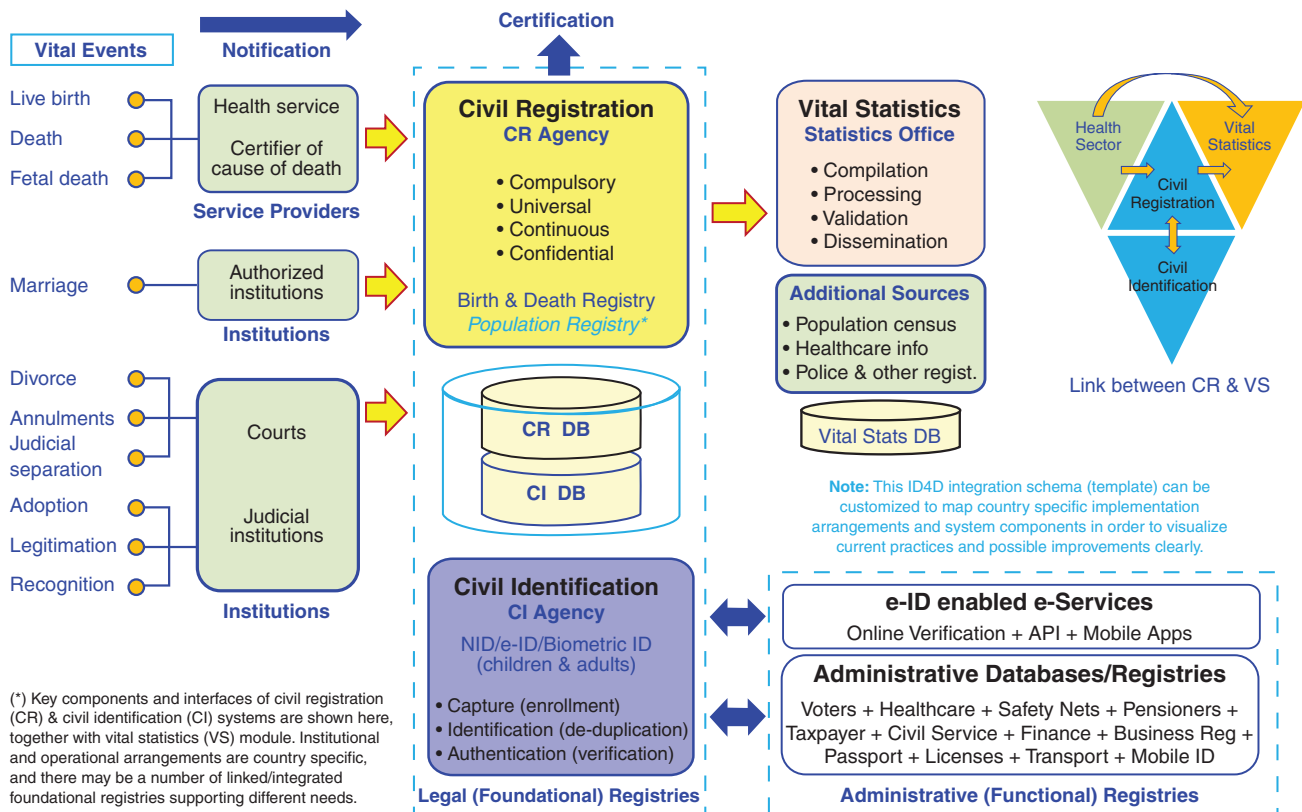 Vital Events
Notification
Certification
Live birth
Death
Fetal death
Health service
Certifier of
cause of death
Service Providers
Marriage
Authorized
institutions
Institutions
Divorce
Annulments
Judicial
separation
Adoption
Legitimation
Recognition
Courts
Judicial
institutions
Institutions
(*) Key components and interfaces of civil registration
(CR) & civil identification (CI) systems are shown here,
together with vital statistics (VS) module. Institutional
and operational arrangements are country specific,
and there may be a number of linked/integrated
foundational registries supporting different needs.
Civil Registration
CR Agency
• Compulsory
• Universal
• Continuous
• Confidential
Birth & Death Registry
Population Registry*
CR DB
CI DB
Civil Identification
CI Agency
NID/e-ID/Biometric ID
(children & adults)
• Capture (enrollment)
• Identification (de-duplication)
• Authentication (verification)
Legal (Foundational) Registries
Vital Statistics
Statistics Office
• Compilation
• Processing
• Validation
• Dissemination
Additional Sources
• Population census
• Healthcare info
• Police & other regist.
Vital Stats DB
Health
Sector
Vital
Statistics
Civil
Registration
Civil
Identification
Link between CR & VS
Note: This ID4D integration schema (template) can be
customized to map country specific implementation
arrangements and system components in order to visualize
current practices and possible improvements clearly.
e-ID enabled e-Services
Online Verification + API + Mobile Apps
Administrative Databases/Registries
Voters + Healthcare + Safety Nets + Pensioners +
Taxpayer + Civil Service + Finance + Business Reg +
Passport + Licenses + Transport + Mobile ID
Administrative (Functional) Registries